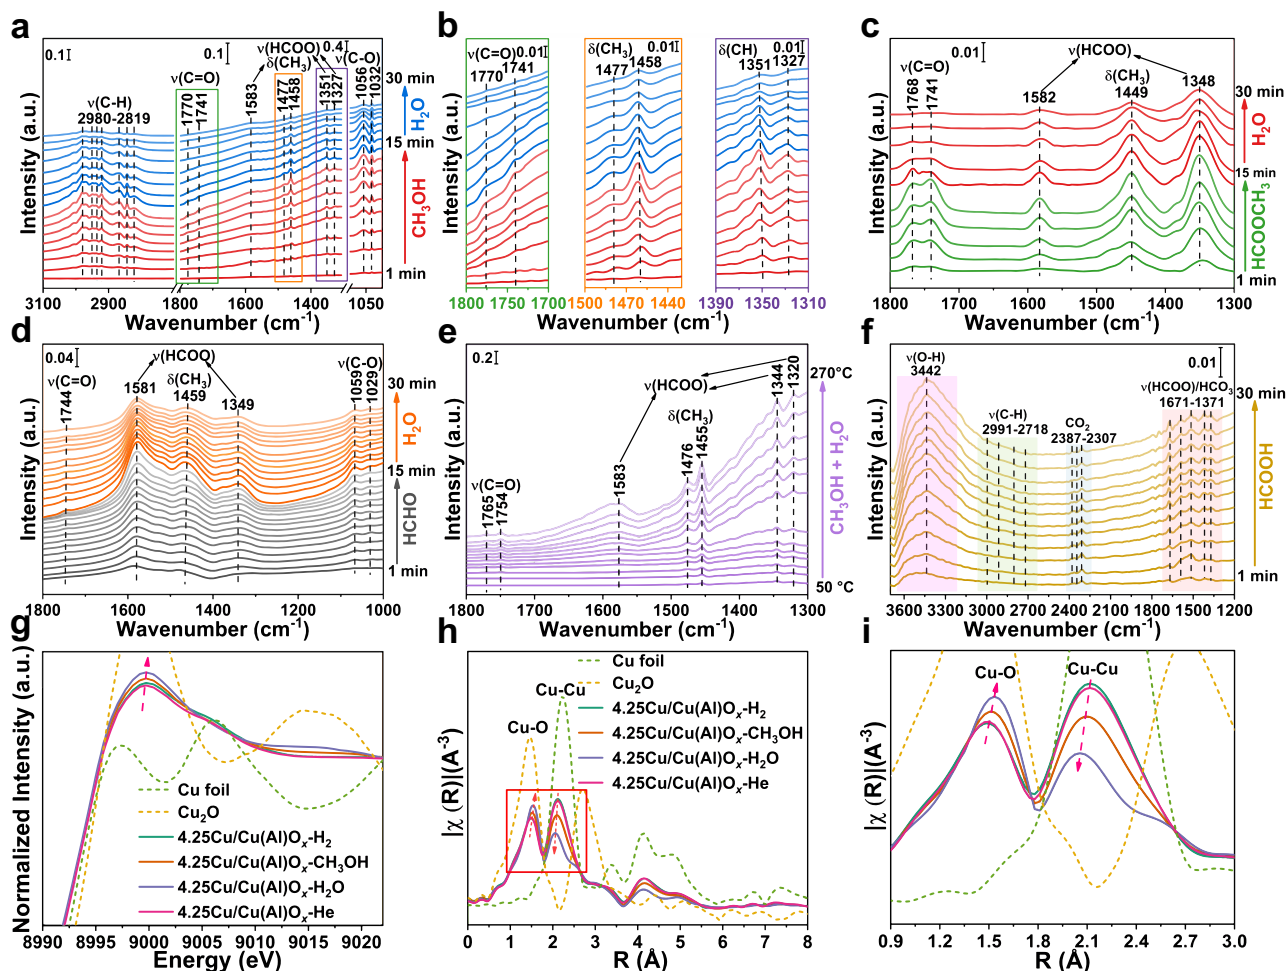 a
0.1
0.1
ν(HCOO)
0.4
δ(CH3)
ν(C-O)
ν(C=O)
ν(C-H)
2980-2819
1770
1741
1583
1477
1458
1351
1327
1056
1032
30 min
H2O
15 min
CH3OH
1 min
Intensity (a.u.)
3100 2900 1800 1600 1400 1050
Wavenumber (cm-1)
b
ν(C=O)
0.01
1770
1741
δ(CH3)
0.01
1477
1458
δ(CH)
0.01
1351
1327
Intensity (a.u.)
1800 1750 1700
1500 1470 1440
1390 1350 1310
Wavenumber (cm-1)
c
0.01
ν(HCOO)
ν(C=O)
1768
1741
1582
δ(CH3)
1449
1348
30 min
H2O
15 min
HCOOCH3
1 min
Intensity (a.u.)
1800 1700 1600 1500 1400 1300
Wavenumber (cm-1)
d
0.04
ν(HCOO)
ν(C=O)
1744
1581
δ(CH3)
1459
1349
ν(C-O)
1059
1029
30 min
H2O
15 min
HCHO
1 min
Intensity (a.u.)
1800 1600 1400 1200 1000
Wavenumber (cm-1)
e
0.2
ν(HCOO)
δ(CH3)
ν(C=O)
1765
1754
1583
1476
1455
1344
1320
270°C
CH3OH + H2O
50 °C
Intensity (a.u.)
1800 1700 1600 1500 1400 1300
Wavenumber (cm-1)
f
ν(O-H)
3442
0.01
ν(C-H)
2991-2718
CO2
2387-2307
ν(HCOO)/HCO3
1671-1371
30 min
HCOOH
1 min
Intensity (a.u.)
3600 3300 3000 2700 2400 2100 1800 1500 1200
Wavenumber (cm-1)
g
Normalized Intensity (a.u.)
Cu foil
Cu2O
4.25Cu/Cu(Al)Ox-H2
4.25Cu/Cu(Al)Ox-CH3OH
4.25Cu/Cu(Al)Ox-H2O
4.25Cu/Cu(Al)Ox-He
8990 8995 9000 9005 9010 9015 9020
Energy (eV)
h
Cu foil
Cu2O
4.25Cu/Cu(Al)Ox-H2
4.25Cu/Cu(Al)Ox-CH3OH
4.25Cu/Cu(Al)Ox-H2O
4.25Cu/Cu(Al)Ox-He
Cu-Cu
Cu-O
|χ (R)|(A-3)
0 1 2 3 4 5 6 7 8
R (Å)
i
Cu-O
Cu-Cu
|χ (R)|(A-3)
0.9 1.2 1.5 1.8 2.1 2.4 2.7 3.0
R (Å)